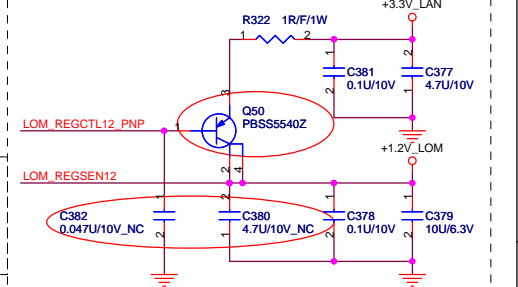 +3.3V_LAN
R322 1R/F/1W
1 2
C381
0.1U/10V
1
2
C377
4.7U/10V
2
1
3
Q50
PBSS5540Z
LOM_REGCTL12_PNP
1
2
4
+1.2V_LOM
LOM_REGSEN12
C382
0.047U/10V_NC
1
2
C380
4.7U/10V_NC
2
1
C378
0.1U/10V
1
2
C379
10U/6.3V
1
2